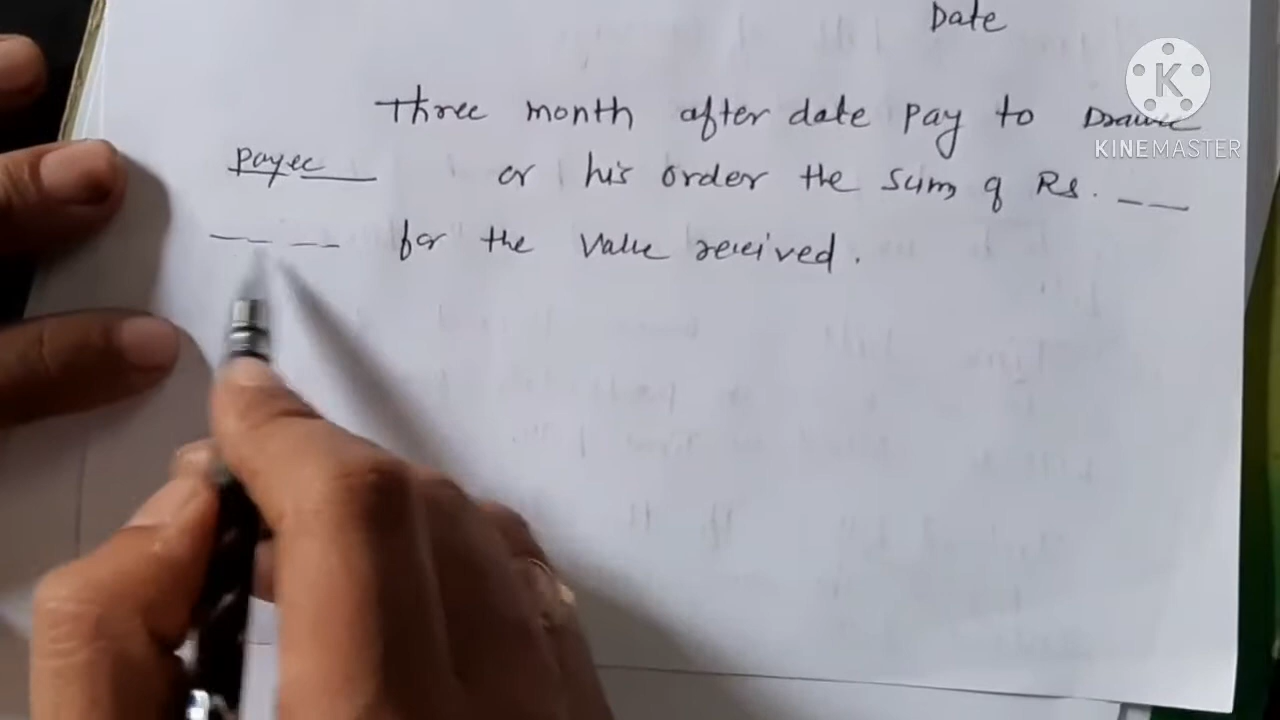 Date
Three month after date pay to Drawee
payee or his order the sum of Rs. __
__ __ for the value received.
K
KINEMASTER